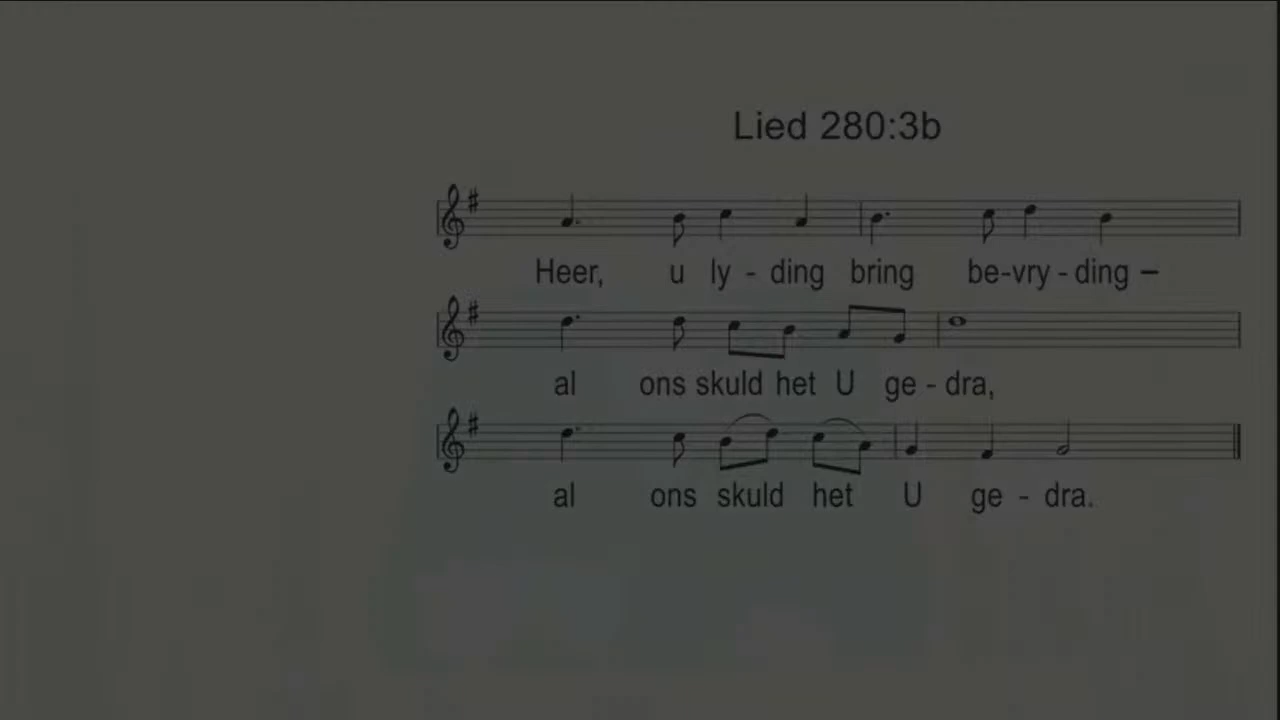 Lied 280:3b
Heer, u ly - ding bring be-vry - ding –
al ons skuld het U ge - dra,
al ons skuld het U ge - dra.